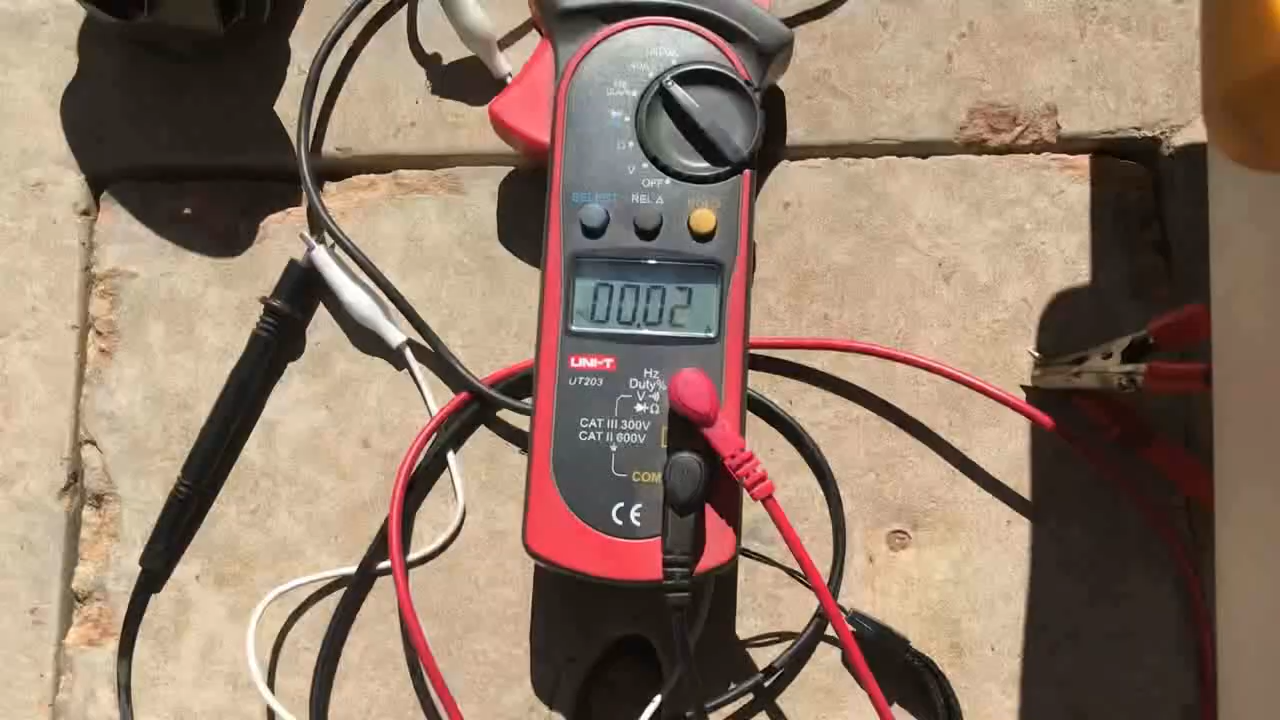 Ω
V
OFF
SELECT REL △ HOLD
00.02
UNI-T
UT203
Hz
Duty%
V
Ω
CAT III 300V
CAT II 600V
COM
CE